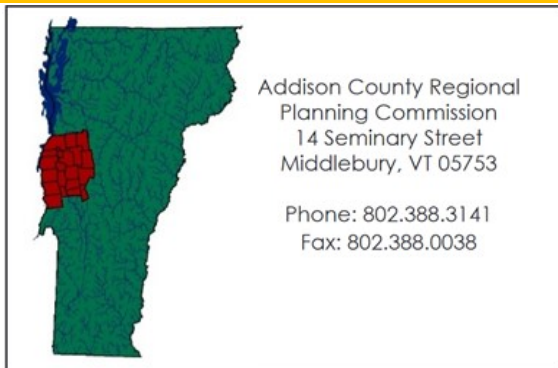 Addison County Regional
Planning Commission
14 Seminary Street
Middlebury, VT 05753
Phone: 802.388.3141
Fax: 802.388.0038